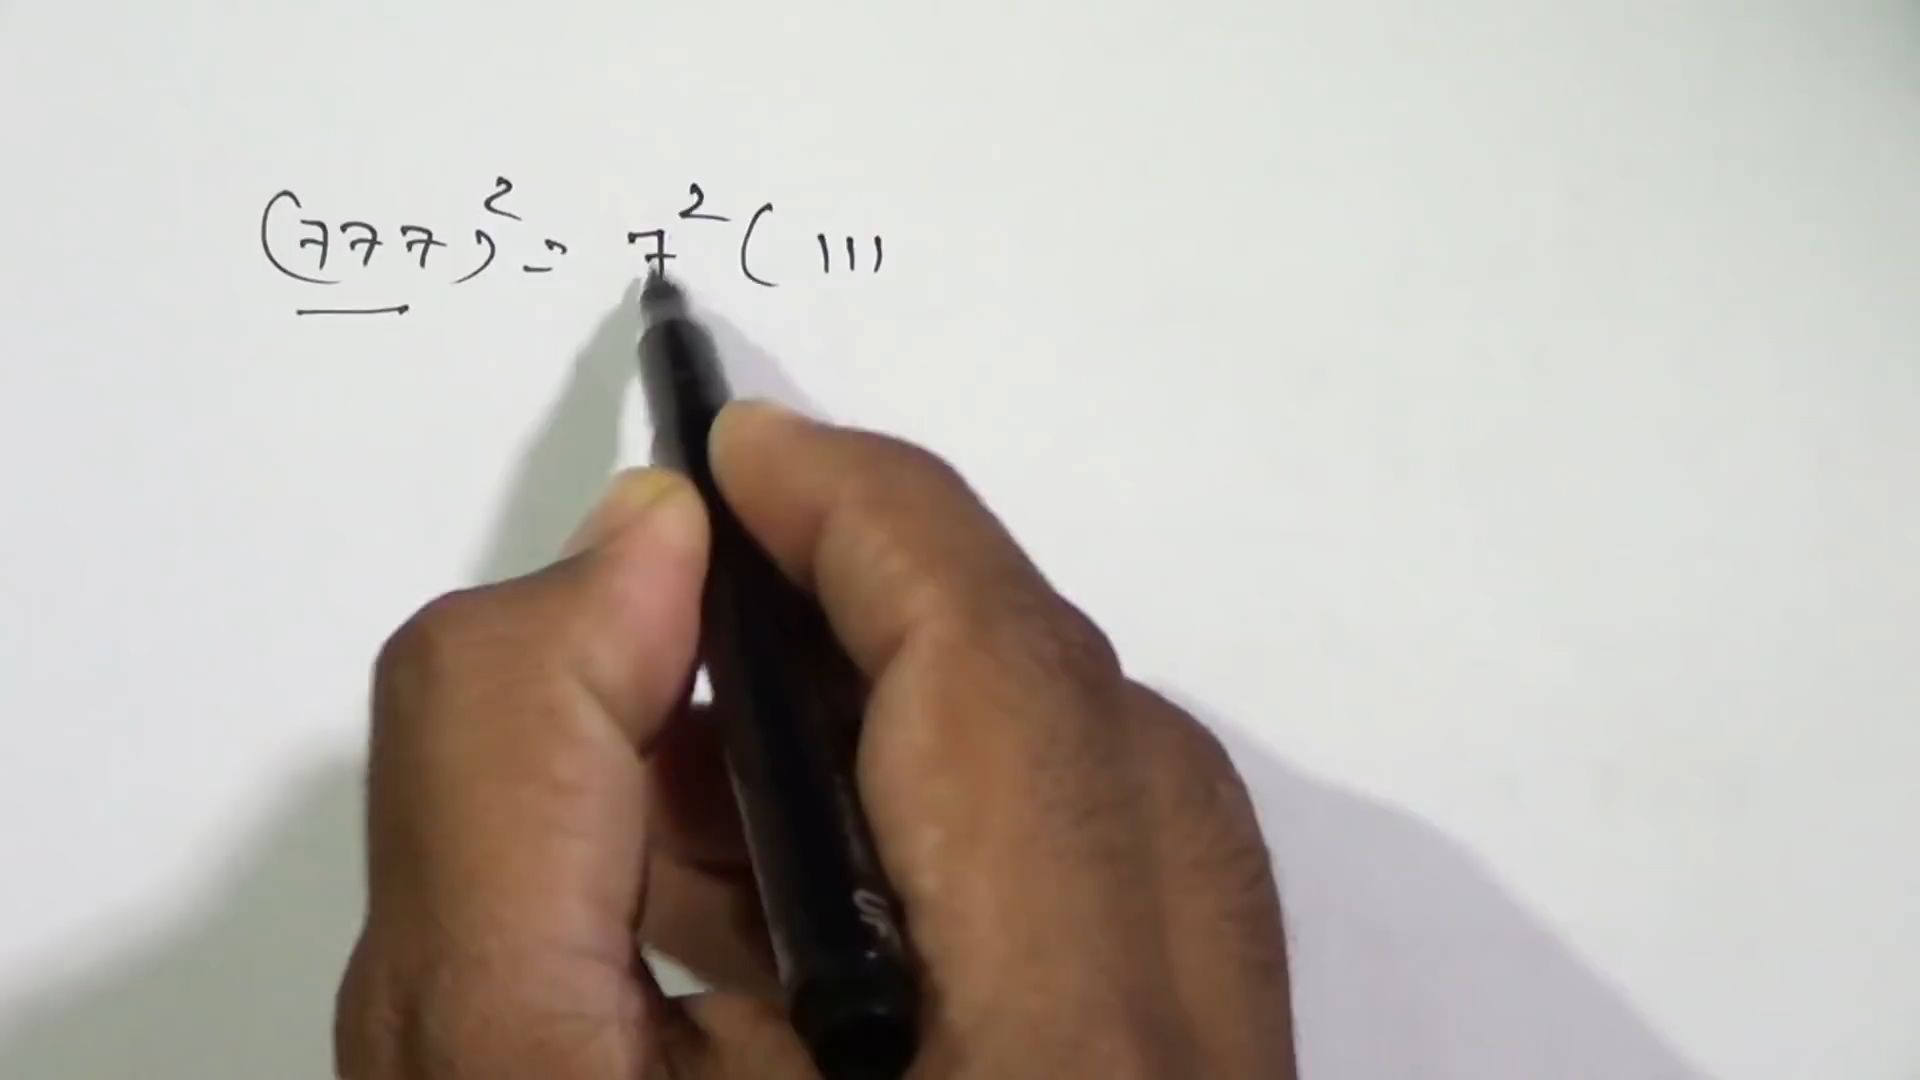 (777)² = 7² ( 111